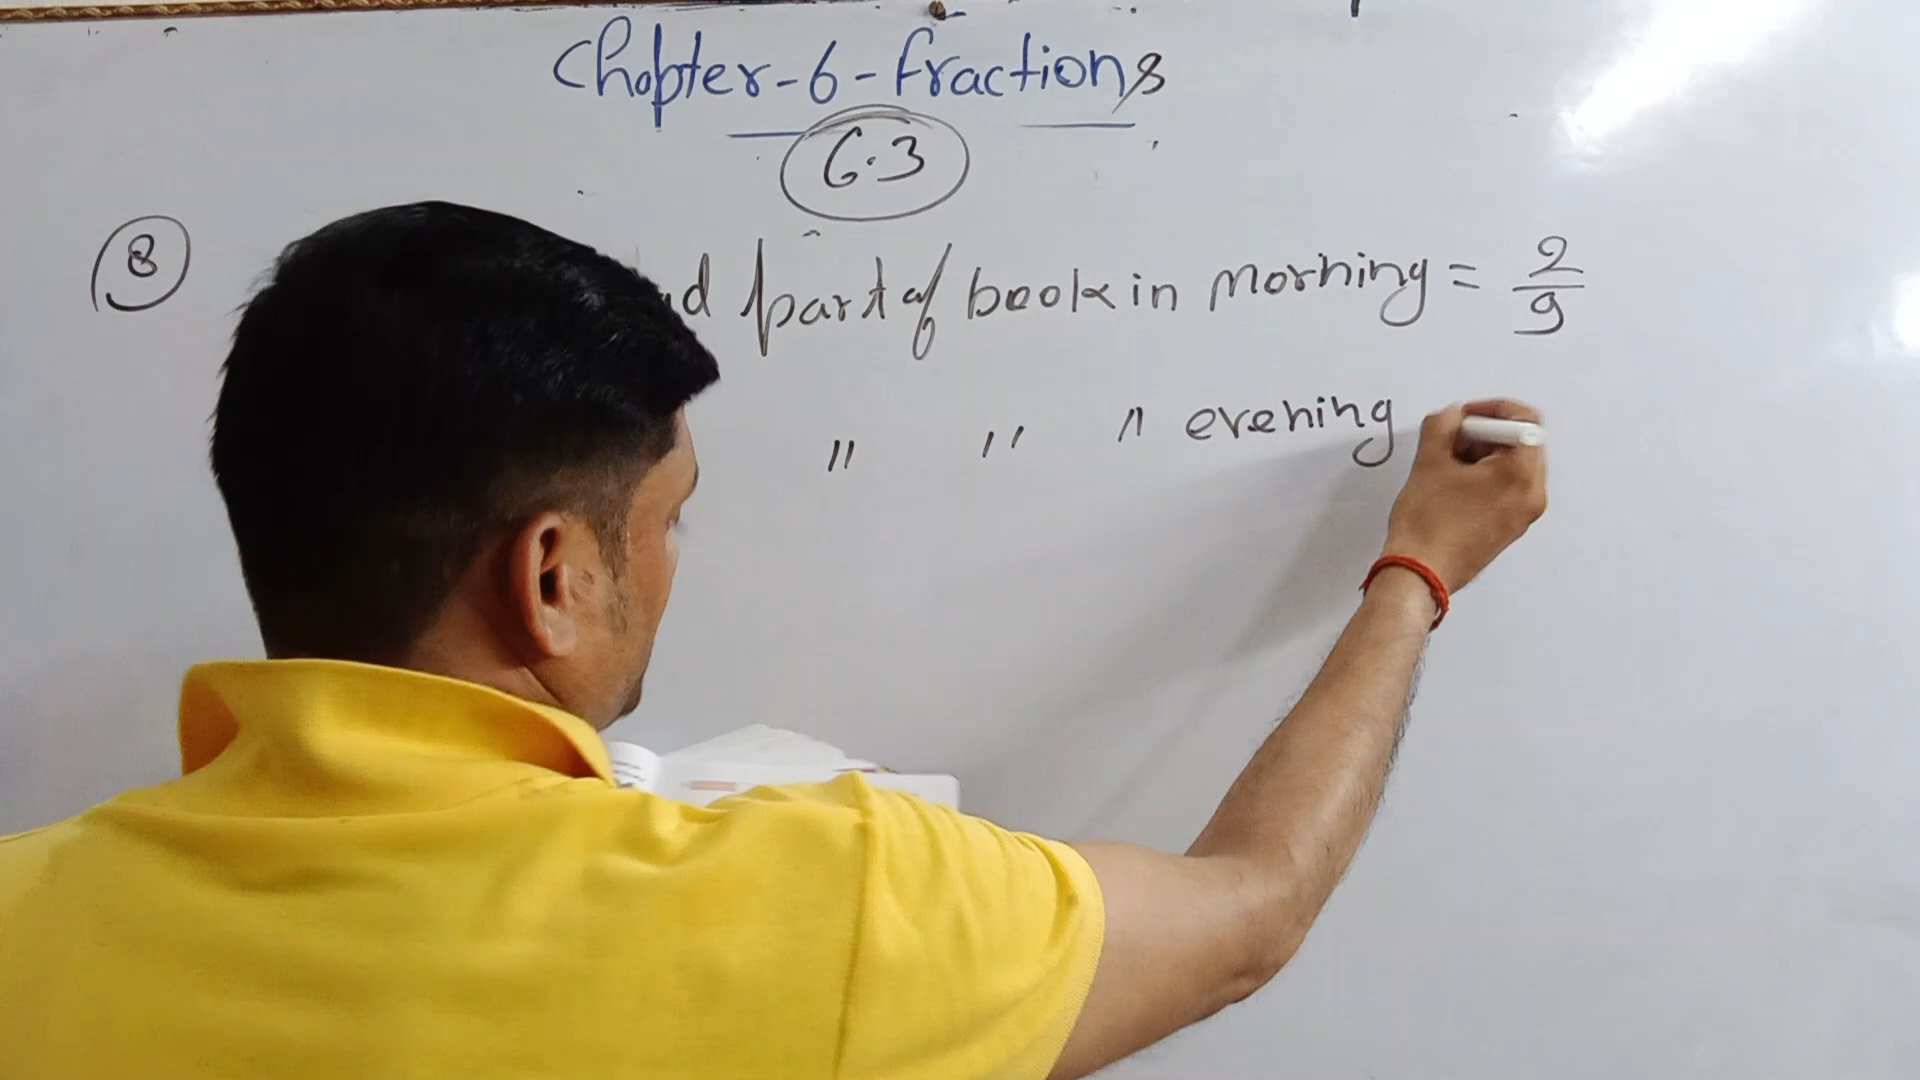 Chapter-6-fractions
6.3
8 part of book in morning = 2/9
" " " evening